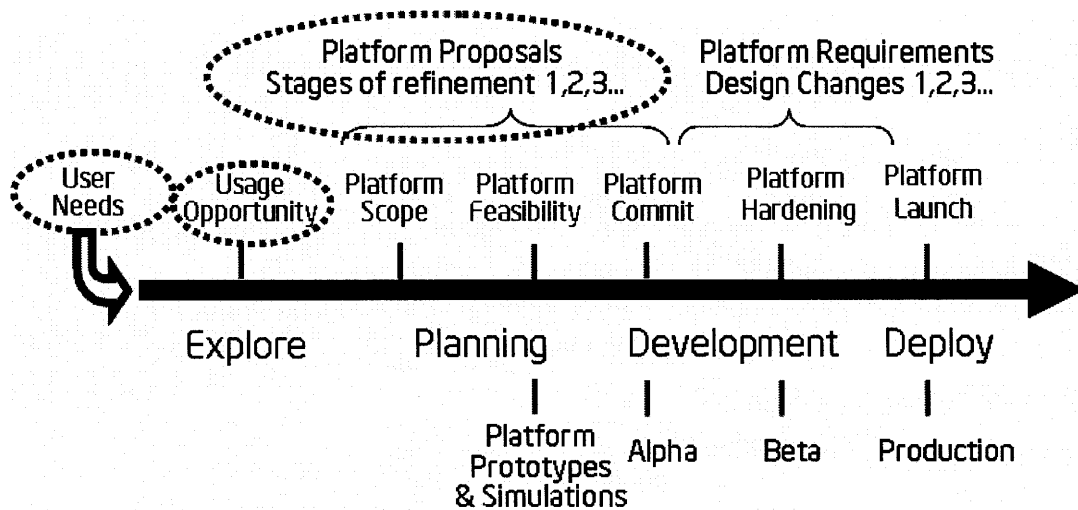 Platform Proposals
Stages of refinement 1,2,3...
Platform Requirements
Design Changes 1,2,3...
User
Needs
Usage
Opportunity
Platform
Scope
Platform
Feasibility
Platform
Commit
Platform
Hardening
Platform
Launch
Explore
Planning
Development
Deploy
Platform
Prototypes
& Simulations
Alpha
Beta
Production